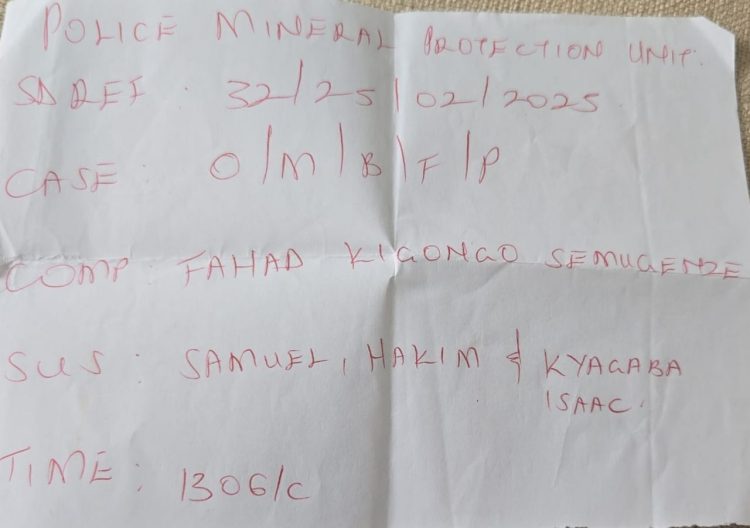 POLICE MINERAL PROTECTION UNIT.
SD REF : 32/25/02/2025
CASE : O/M/B/F/P
COMP : FAHAD KIGONGO SEMUGENZE
SUS : SAMUEL, HAKIM & KYAGABA
ISAAC.
TIME : 1306/C